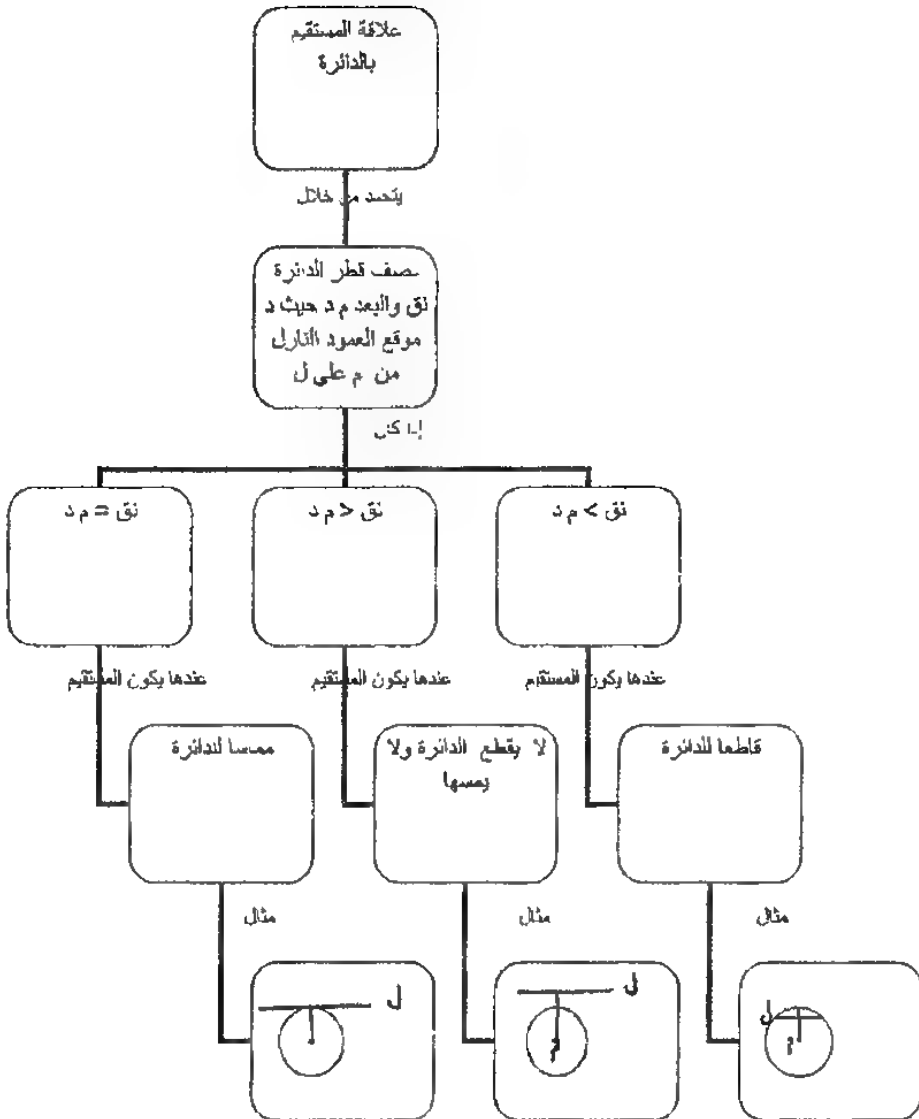 علاقة المستقيم
بالدائرة
يتحدد من خلال
نصف قطر الدائرة
نق والبعد م د حيث د
موقع العمود النازل
من م على ل
إذا كان
نق < م د
نق > م د
نق = م د
عندها يكون المستقيم
عندها يكون المستقيم
عندها يكون المستقيم
قاطعا للدائرة
لا يقطع الدائرة ولا
يمسها
مماسا للدائرة
مثال
مثال
مثال
ل
م
ل
م
ل